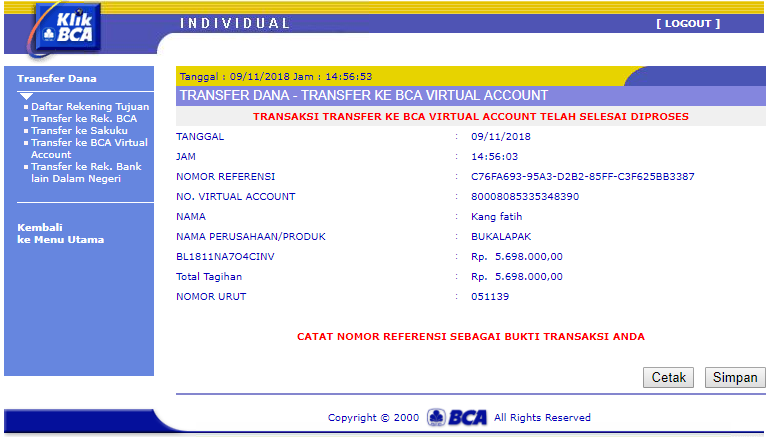 Klik
BCA
INDIVIDUAL
[ LOGOUT ]
Transfer Dana
Daftar Rekening Tujuan
Transfer ke Rek. BCA
Transfer ke Sakuku
Transfer ke BCA Virtual
Account
Transfer ke Rek. Bank
lain Dalam Negeri
Kembali
ke Menu Utama
Tanggal : 09/11/2018 Jam : 14:56:53
TRANSFER DANA - TRANSFER KE BCA VIRTUAL ACCOUNT
TRANSAKSI TRANSFER KE BCA VIRTUAL ACCOUNT TELAH SELESAI DIPROSES
TANGGAL : 09/11/2018
JAM : 14:56:03
NOMOR REFERENSI : C76FA693-95A3-D2B2-85FF-C3F625BB3387
NO. VIRTUAL ACCOUNT : 80008085335348390
NAMA : Kang fatih
NAMA PERUSAHAAN/PRODUK : BUKALAPAK
BL1811NA7O4CINV : Rp. 5.698.000,00
Total Tagihan : Rp. 5.698.000,00
NOMOR URUT : 051139
CATAT NOMOR REFERENSI SEBAGAI BUKTI TRANSAKSI ANDA
Cetak Simpan
Copyright © 2000 BCA All Rights Reserved